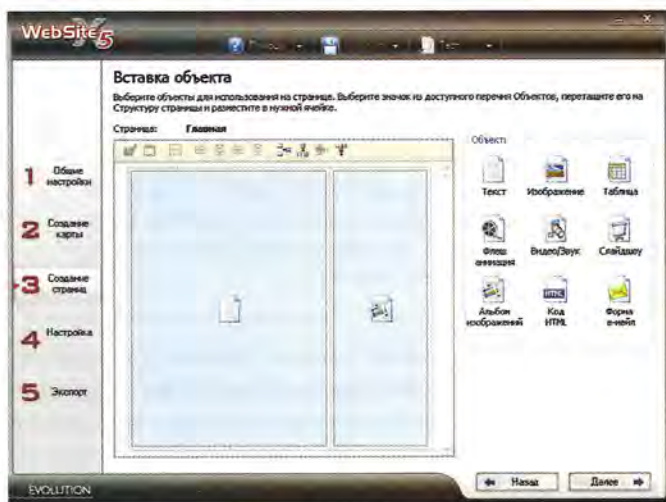 WebSite X5
Вставка объекта
Выберите объекты для использования на странице. Выберите значок из доступного перечня Объектов, перетащите его на
Структуру страницы и разместите в нужной ячейке.
Страница: Главная
Объекты
1 Общие
настройки
2 Создание
карты
3 Создание
страниц
4 Настройка
5 Экспорт
Текст Изображение Таблица
Флеш
анимация
Видео/Звук Слайдшоу
Альбом
изображений
Код
HTML
Форма
е-мейл
EVOLUTION
Назад Далее